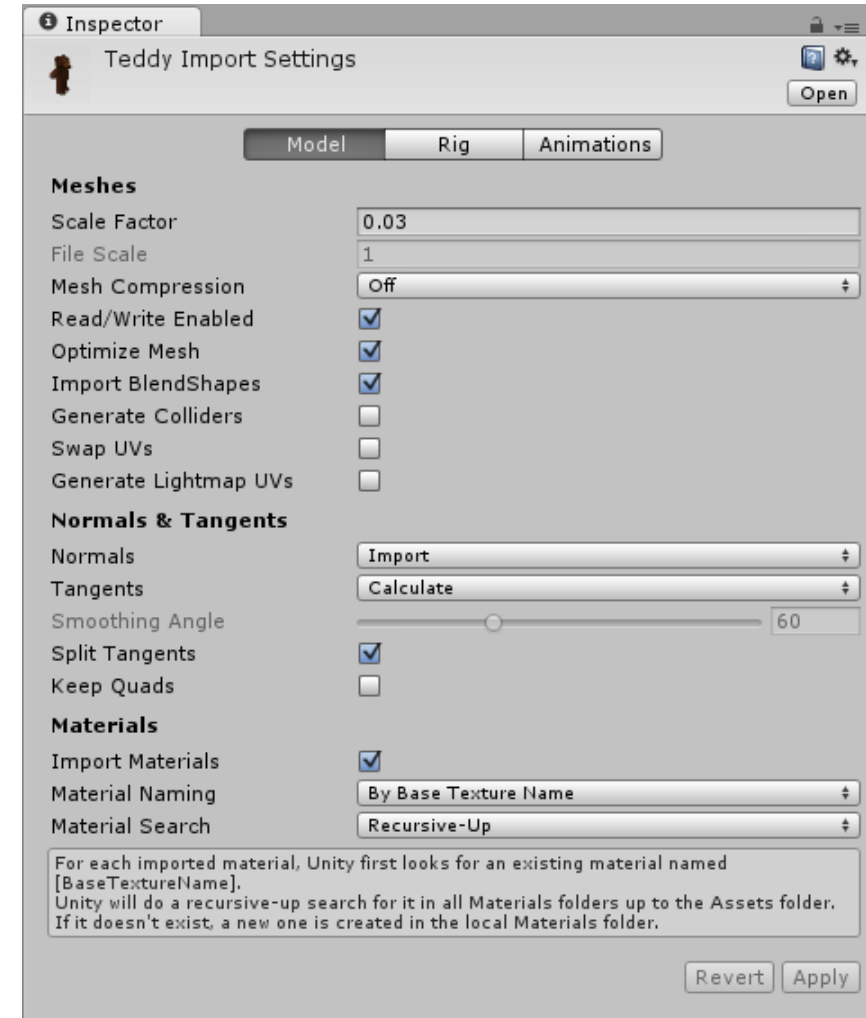 Inspector
Teddy Import Settings
Open
Model Rig Animations
Meshes
Scale Factor 0.03
File Scale 1
Mesh Compression Off
Read/Write Enabled
Optimize Mesh
Import BlendShapes
Generate Colliders
Swap UVs
Generate Lightmap UVs
Normals & Tangents
Normals Import
Tangents Calculate
Smoothing Angle 60
Split Tangents
Keep Quads
Materials
Import Materials
Material Naming By Base Texture Name
Material Search Recursive-Up
For each imported material, Unity first looks for an existing material named
[BaseTextureName].
Unity will do a recursive-up search for it in all Materials folders up to the Assets folder.
If it doesn't exist, a new one is created in the local Materials folder.
Revert Apply